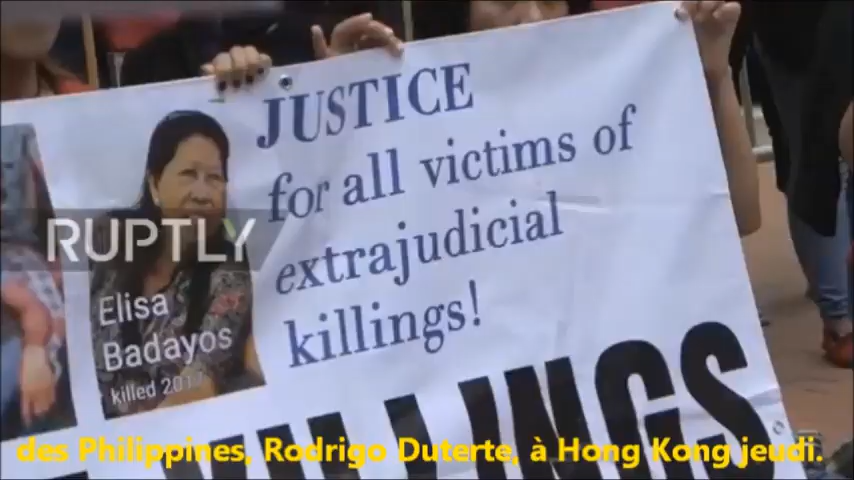 JUSTICE
for all victims of
extrajudicial
killings!
RUPTLY
Elisa
Badayos
killed 2017
KILLINGS
des Philippines, Rodrigo Duterte, à Hong Kong jeudi.